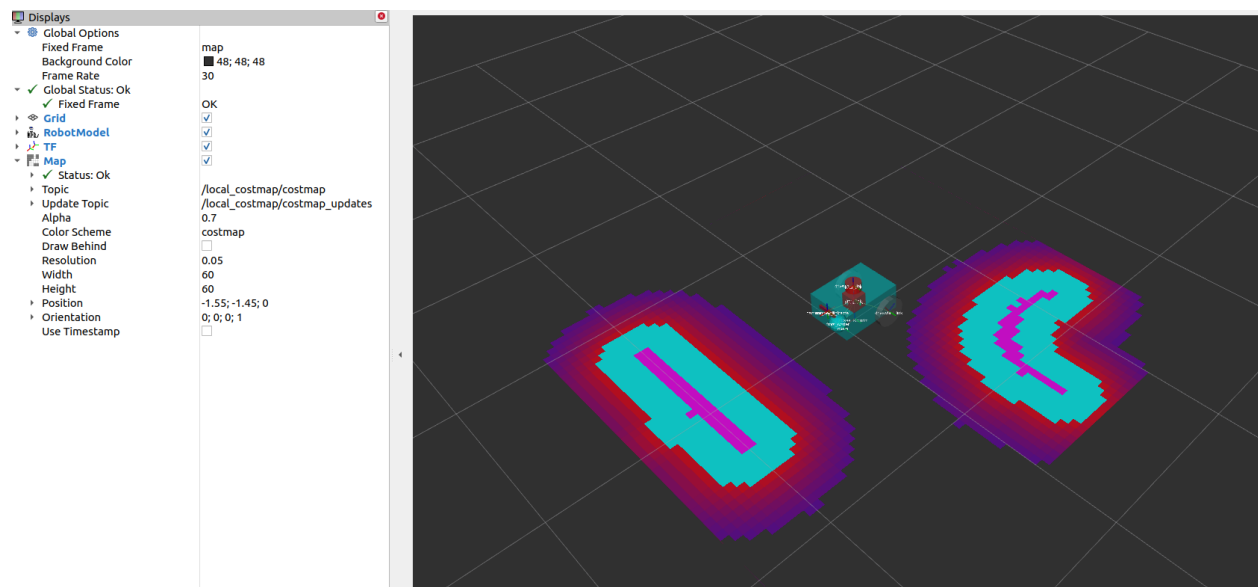 Displays
Global Options
Fixed Frame map
Background Color 48; 48; 48
Frame Rate 30
Global Status: Ok
Fixed Frame OK
Grid
RobotModel
TF
Map
Status: Ok
Topic /local_costmap/costmap
Update Topic /local_costmap/costmap_updates
Alpha 0.7
Color Scheme costmap
Draw Behind
Resolution 0.05
Width 60
Height 60
Position -1.55; -1.45; 0
Orientation 0; 0; 0; 1
Use Timestamp